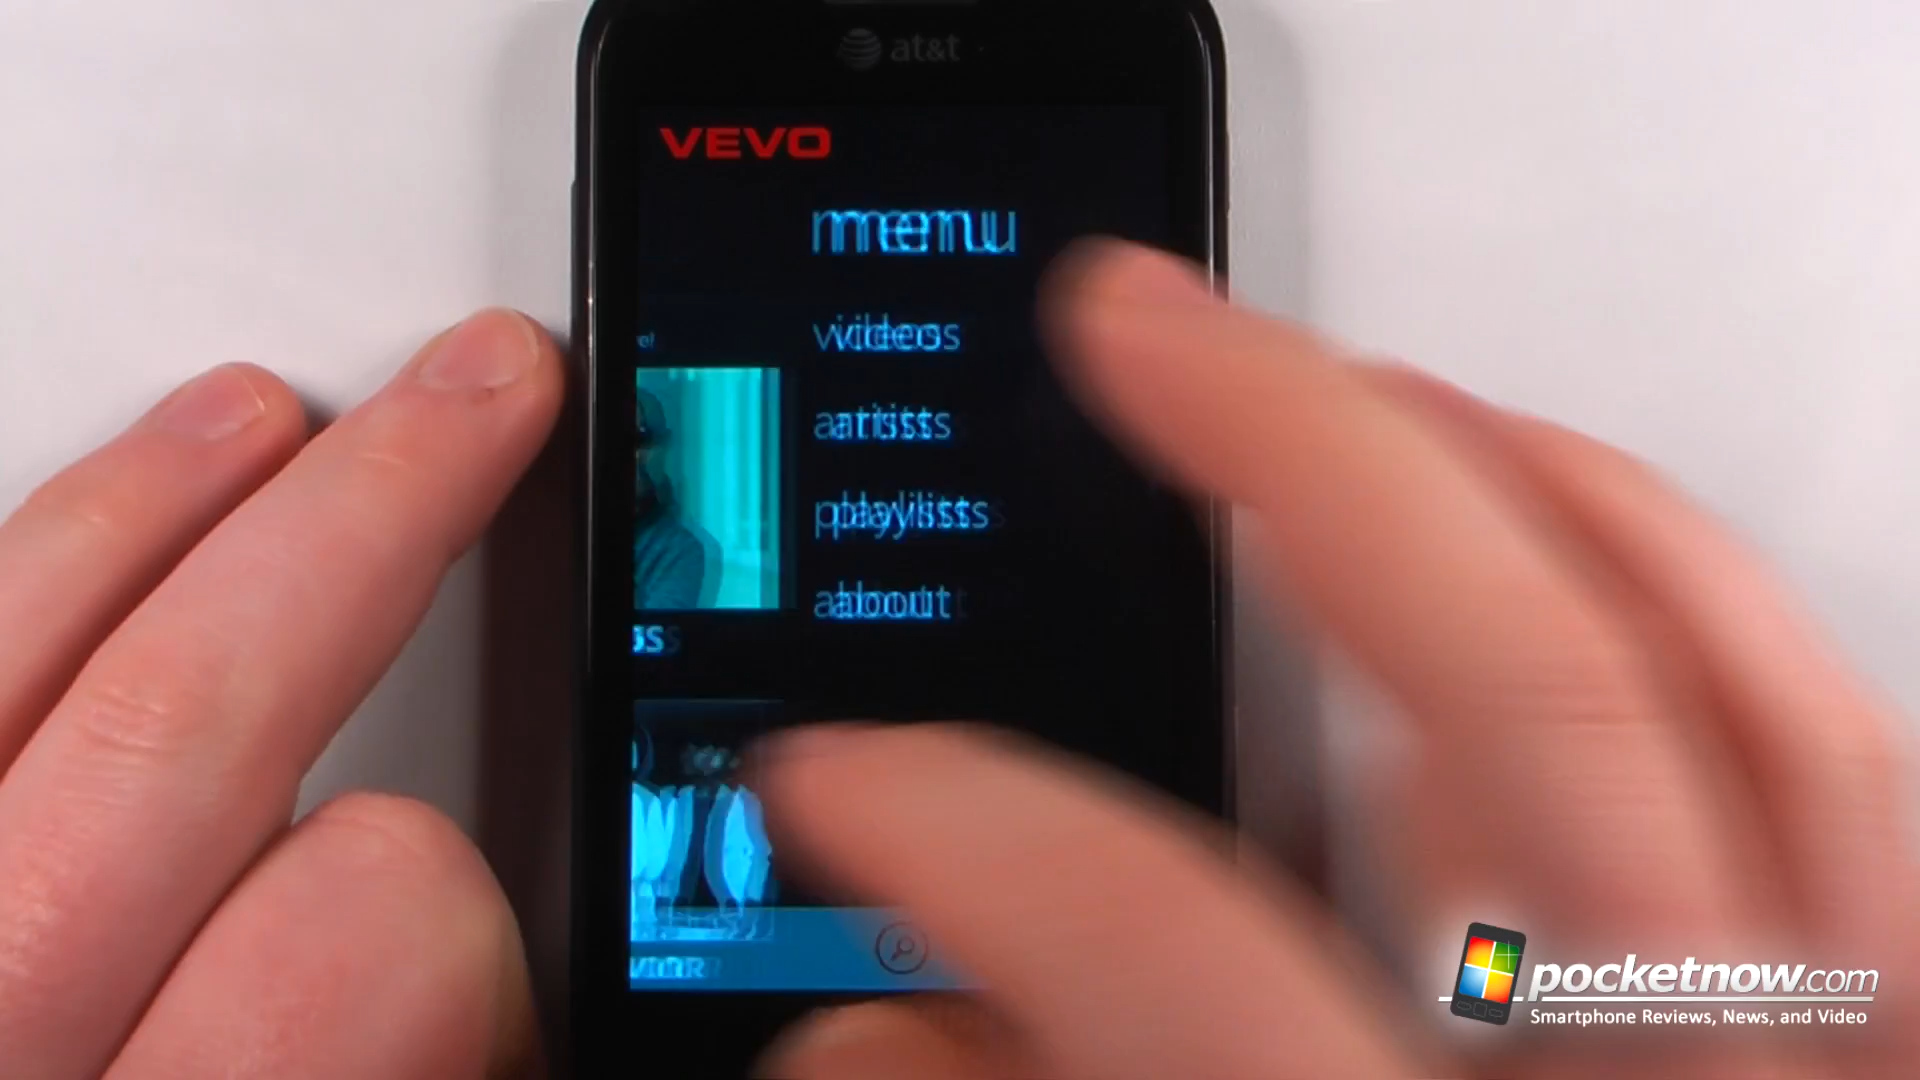 at&t
VEVO
menu
videos
artists
playlists
about
pocketnow.com
Smartphone Reviews, News, and Video